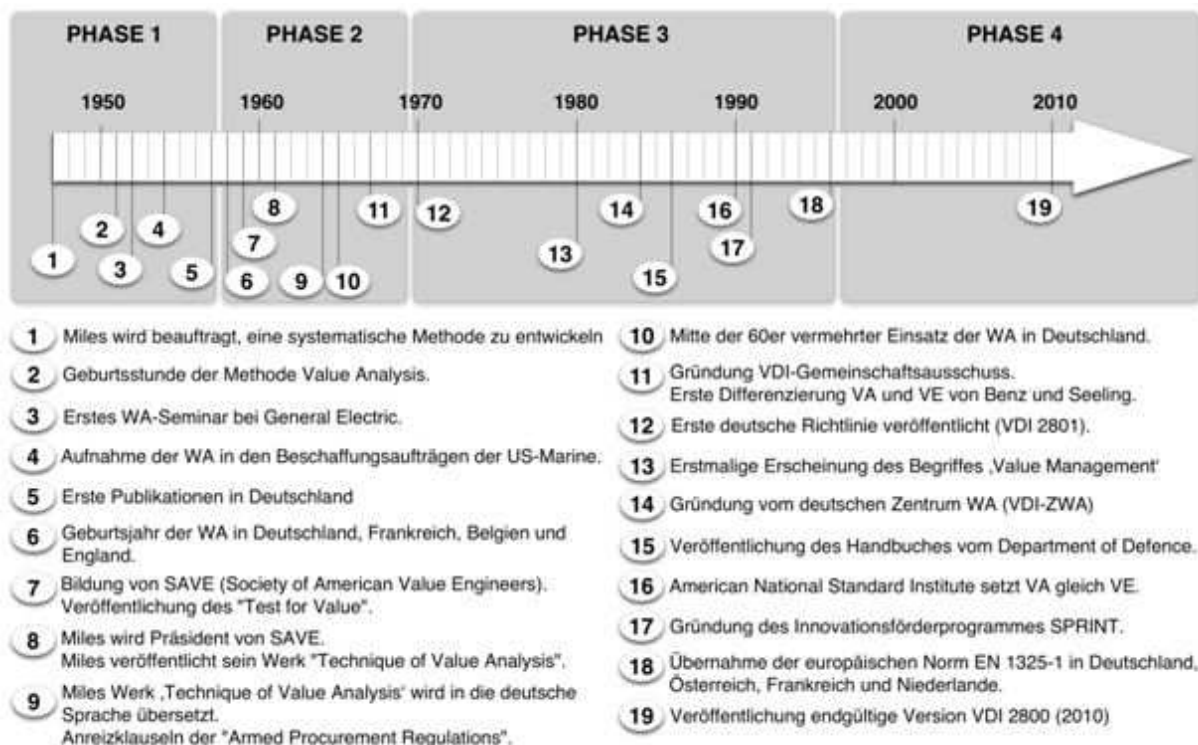 PHASE 1 PHASE 2 PHASE 3 PHASE 4
1950 1960 1970 1980 1990 2000 2010
1 2 3 4 5 6 7 8 9 10 11 12 13 14 15 16 17 18 19
1 Miles wird beauftragt, eine systematische Methode zu entwickeln
2 Geburtsstunde der Methode Value Analysis.
3 Erstes WA-Seminar bei General Electric.
4 Aufnahme der WA in den Beschaffungsaufträgen der US-Marine.
5 Erste Publikationen in Deutschland
6 Geburtsjahr der WA in Deutschland, Frankreich, Belgien und
England.
7 Bildung von SAVE (Society of American Value Engineers).
Veröffentlichung des "Test for Value".
8 Miles wird Präsident von SAVE.
Miles veröffentlicht sein Werk "Technique of Value Analysis".
9 Miles Werk ‚Technique of Value Analysis‘ wird in die deutsche
Sprache übersetzt.
Anreizklauseln der "Armed Procurement Regulations".
10 Mitte der 60er vermehrter Einsatz der WA in Deutschland.
11 Gründung VDI-Gemeinschaftsausschuss.
Erste Differenzierung VA und VE von Benz und Seeling.
12 Erste deutsche Richtlinie veröffentlicht (VDI 2801).
13 Erstmalige Erscheinung des Begriffes ‚Value Management‘
14 Gründung vom deutschen Zentrum WA (VDI-ZWA)
15 Veröffentlichung des Handbuches vom Department of Defence.
16 American National Standard Institute setzt VA gleich VE.
17 Gründung des Innovationsförderprogrammes SPRINT.
18 Übernahme der europäischen Norm EN 1325-1 in Deutschland,
Österreich, Frankreich und Niederlande.
19 Veröffentlichung endgültige Version VDI 2800 (2010)